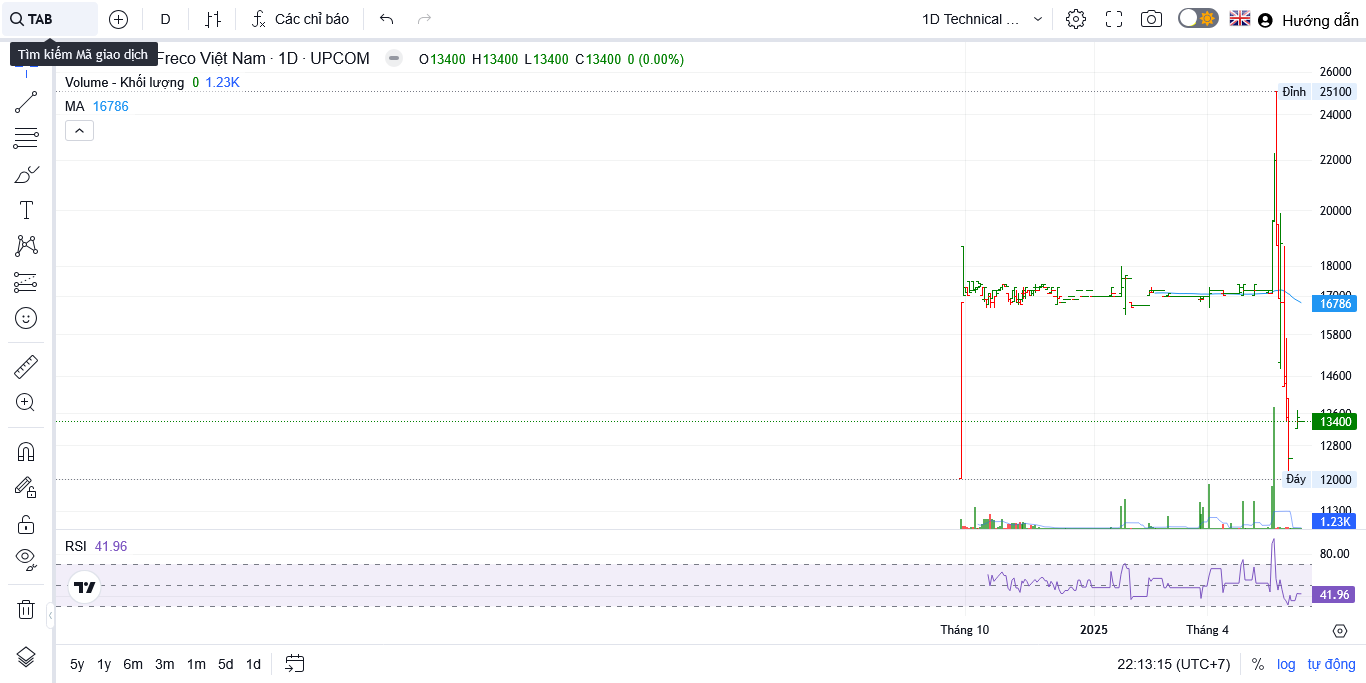 TAB
D
Các chỉ báo
1D Technical ...
Hướng dẫn
Tìm kiếm Mã giao dịch
Freco Việt Nam · 1D · UPCOM
O13400 H13400 L13400 C13400 0 (0.00%)
Volume - Khối lượng 0 1.23K
MA 16786
26000
Đỉnh 25100
24000
22000
20000
18000
17000
16786
15800
14600
13600
13400
12800
Đáy 12000
11300
1.23K
RSI 41.96
80.00
41.96
Tháng 10
2025
Tháng 4
5y 1y 6m 3m 1m 5d 1d
22:13:15 (UTC+7)
% log tự động